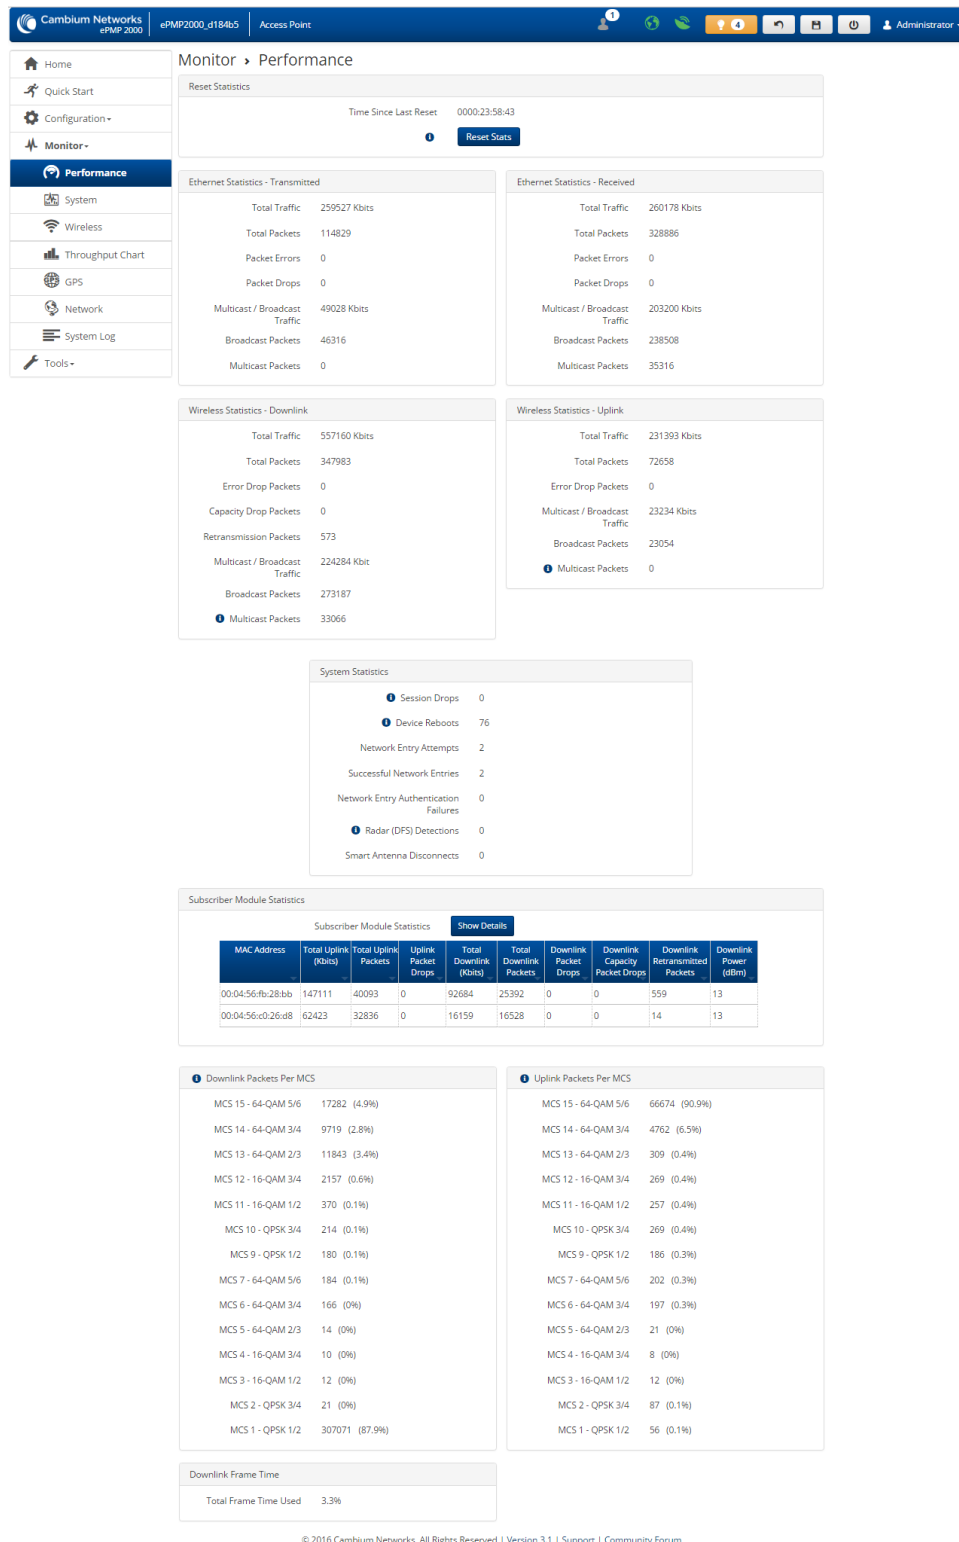 Cambium Networks
ePMP 2000
ePMP2000_d184b5
Access Point
1
4
Administrator
Home
Quick Start
Configuration
Monitor
Performance
System
Wireless
Throughput Chart
GPS
Network
System Log
Tools
Monitor › Performance
Reset Statistics
Time Since Last Reset 0000:23:58:43
Reset Stats
Ethernet Statistics - Transmitted
Total Traffic 259527 Kbits
Total Packets 114829
Packet Errors 0
Packet Drops 0
Multicast / Broadcast
Traffic
49028 Kbits
Broadcast Packets 46316
Multicast Packets 0
Ethernet Statistics - Received
Total Traffic 260178 Kbits
Total Packets 328886
Packet Errors 0
Packet Drops 0
Multicast / Broadcast
Traffic
203200 Kbits
Broadcast Packets 238508
Multicast Packets 35316
Wireless Statistics - Downlink
Total Traffic 557160 Kbits
Total Packets 347983
Error Drop Packets 0
Capacity Drop Packets 0
Retransmission Packets 573
Multicast / Broadcast
Traffic
224284 Kbit
Broadcast Packets 273187
Multicast Packets 33066
Wireless Statistics - Uplink
Total Traffic 231393 Kbits
Total Packets 72658
Error Drop Packets 0
Multicast / Broadcast
Traffic
23234 Kbits
Broadcast Packets 23054
Multicast Packets 0
System Statistics
Session Drops 0
Device Reboots 76
Network Entry Attempts 2
Successful Network Entries 2
Network Entry Authentication
Failures
0
Radar (DFS) Detections 0
Smart Antenna Disconnects 0
Subscriber Module Statistics
Subscriber Module Statistics Show Details
MAC Address
Total Uplink
(Kbits)
Total Uplink
Packets
Uplink
Packet
Drops
Total
Downlink
(Kbits)
Total
Downlink
Packets
Downlink
Packet
Drops
Downlink
Capacity
Packet Drops
Downlink
Retransmitted
Packets
Downlink
Power
(dBm)
00:04:56:fb:28:bb 147111 40093 0 92684 25392 0 0 559 13
00:04:56:c0:26:d8 62423 32836 0 16159 16528 0 0 14 13
Downlink Packets Per MCS
MCS 15 - 64-QAM 5/6 17282 (4.9%)
MCS 14 - 64-QAM 3/4 9719 (2.8%)
MCS 13 - 64-QAM 2/3 11843 (3.4%)
MCS 12 - 16-QAM 3/4 2157 (0.6%)
MCS 11 - 16-QAM 1/2 370 (0.1%)
MCS 10 - QPSK 3/4 214 (0.1%)
MCS 9 - QPSK 1/2 180 (0.1%)
MCS 7 - 64-QAM 5/6 184 (0.1%)
MCS 6 - 64-QAM 3/4 166 (0%)
MCS 5 - 64-QAM 2/3 14 (0%)
MCS 4 - 16-QAM 3/4 10 (0%)
MCS 3 - 16-QAM 1/2 12 (0%)
MCS 2 - QPSK 3/4 21 (0%)
MCS 1 - QPSK 1/2 307071 (87.9%)
Uplink Packets Per MCS
MCS 15 - 64-QAM 5/6 66674 (90.9%)
MCS 14 - 64-QAM 3/4 4762 (6.5%)
MCS 13 - 64-QAM 2/3 309 (0.4%)
MCS 12 - 16-QAM 3/4 269 (0.4%)
MCS 11 - 16-QAM 1/2 257 (0.4%)
MCS 10 - QPSK 3/4 269 (0.4%)
MCS 9 - QPSK 1/2 186 (0.3%)
MCS 7 - 64-QAM 5/6 202 (0.3%)
MCS 6 - 64-QAM 3/4 197 (0.3%)
MCS 5 - 64-QAM 2/3 21 (0%)
MCS 4 - 16-QAM 3/4 8 (0%)
MCS 3 - 16-QAM 1/2 12 (0%)
MCS 2 - QPSK 3/4 87 (0.1%)
MCS 1 - QPSK 1/2 56 (0.1%)
Downlink Frame Time
Total Frame Time Used 3.3%
© 2016 Cambium Networks. All Rights Reserved | Version 3.1 | Support | Community Forum